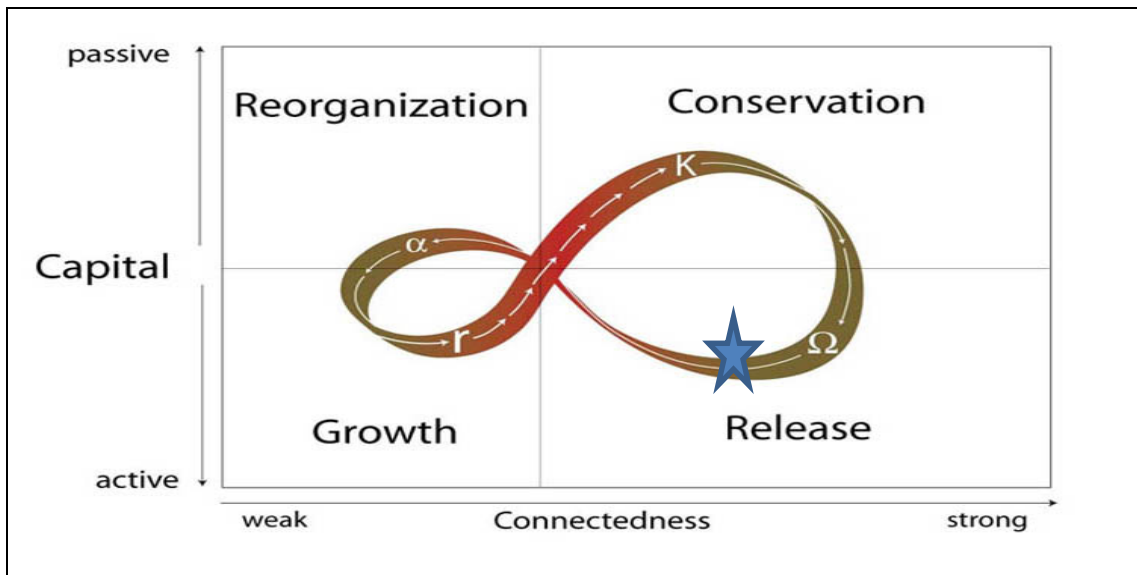 passive
Reorganization
Conservation
K
α
Capital
r
Ω
Growth
Release
active
weak
Connectedness
strong